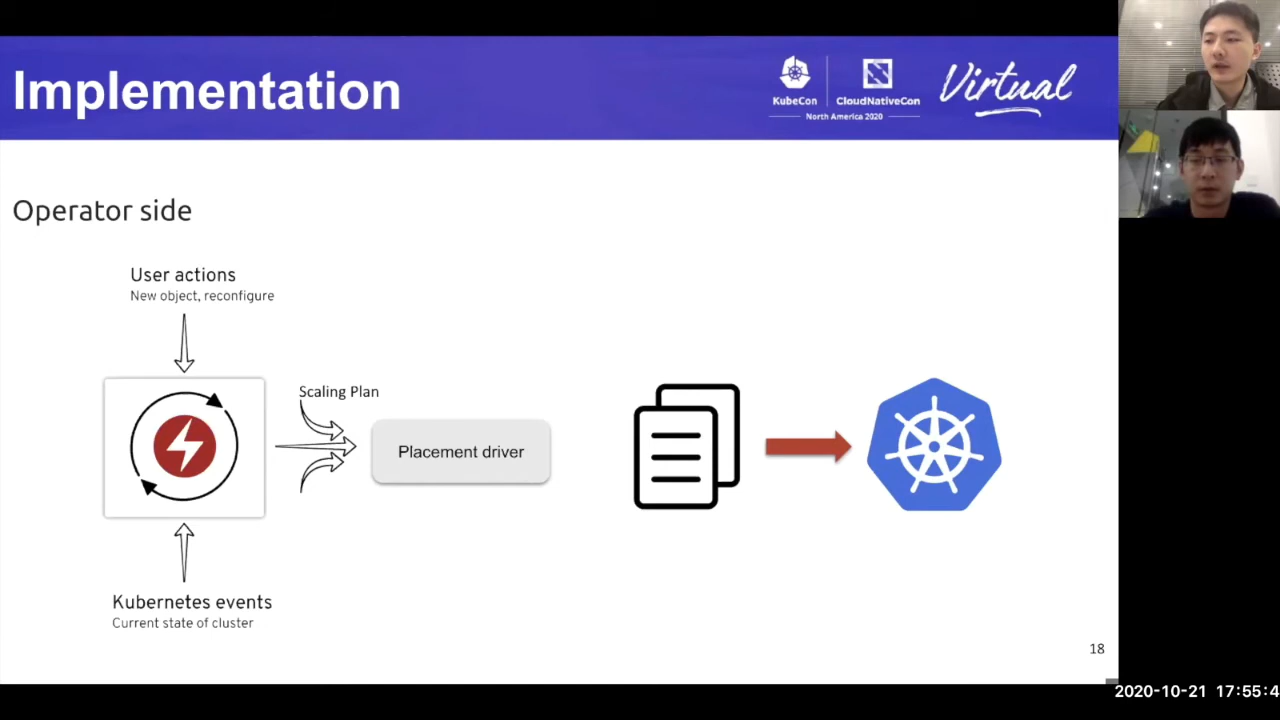 Implementation
KubeCon
CloudNativeCon
North America 2020
Virtual
Operator side
User actions
New object, reconfigure
Scaling Plan
Placement driver
Kubernetes events
Current state of cluster
18
2020-10-21 17:55:4